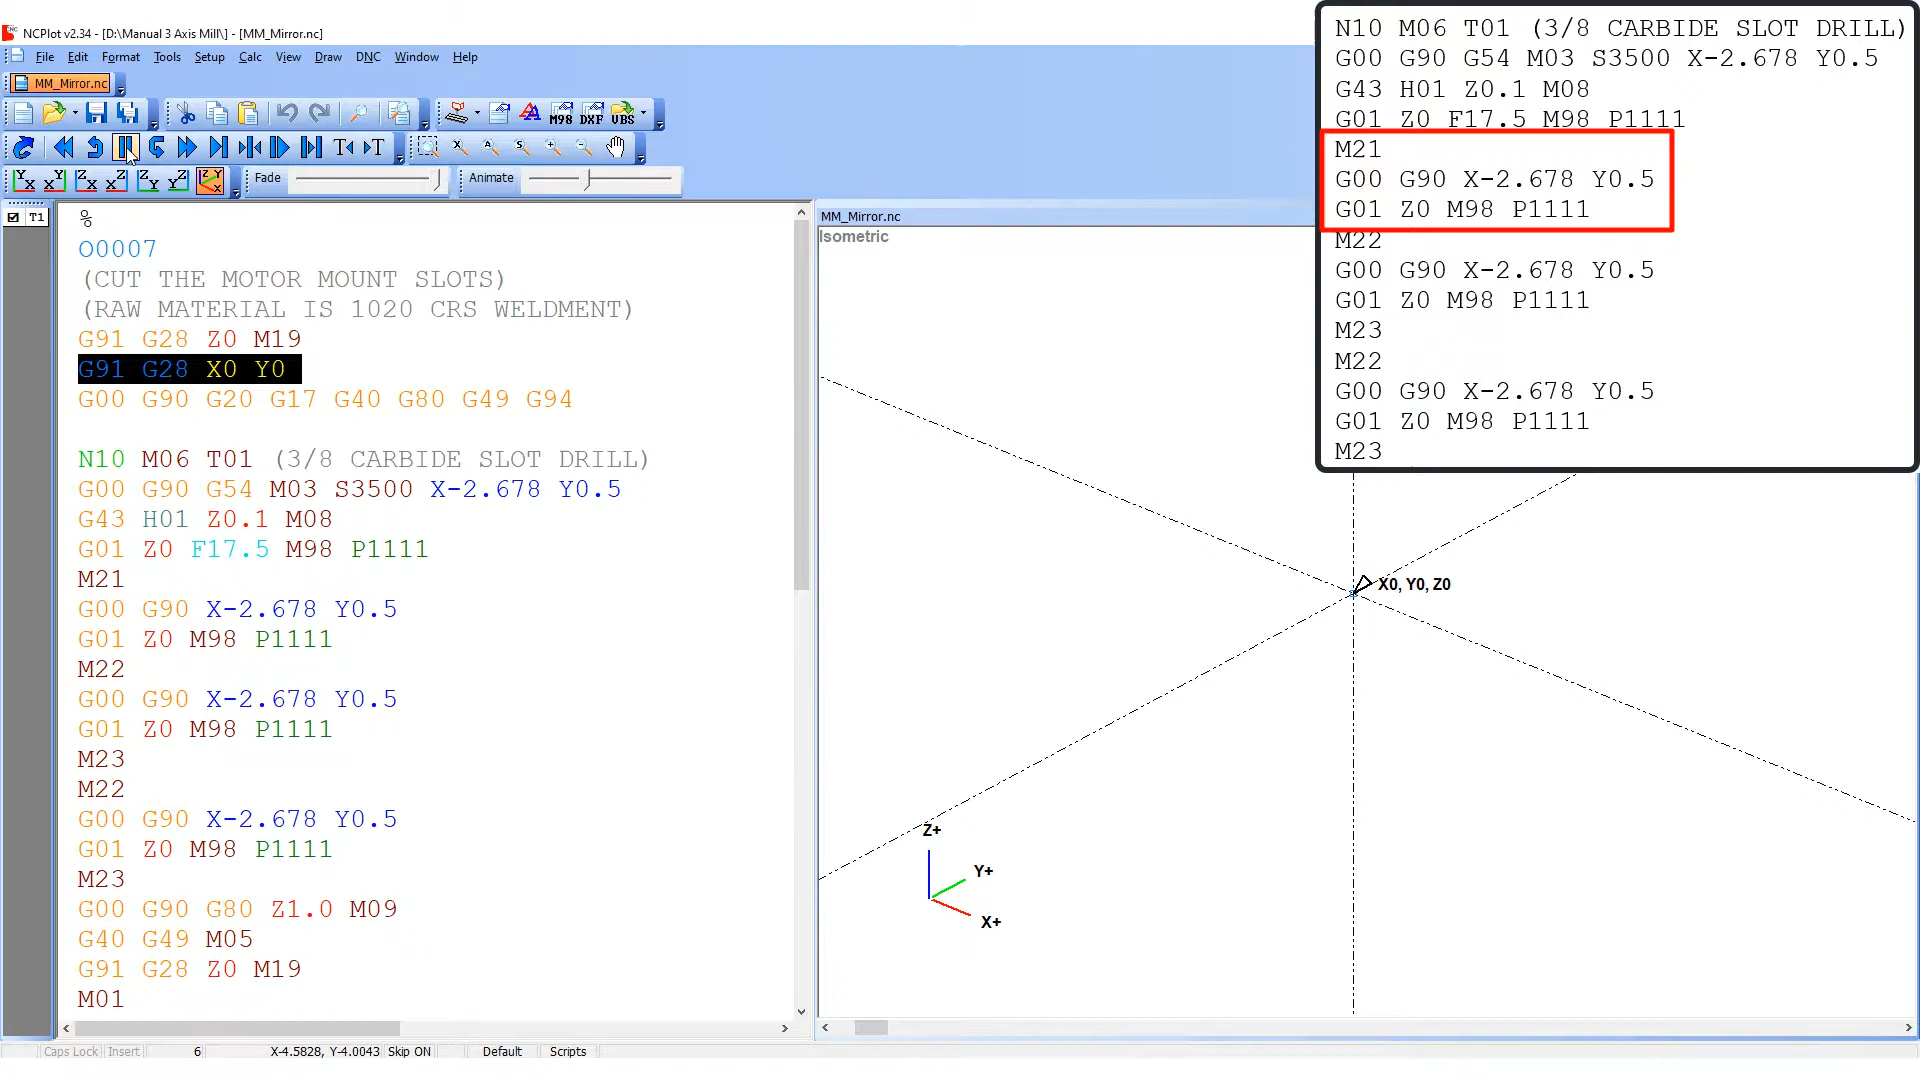 NCPlot v2.34 - [D:\Manual 3 Axis Mill\] - [MM_Mirror.nc]
File Edit Format Tools Setup Calc View Draw DNC Window Help
MM_Mirror.nc
M98 DXF VBS
Fade
Animate
T1
%
O0007
(CUT THE MOTOR MOUNT SLOTS)
(RAW MATERIAL IS 1020 CRS WELDMENT)
G91 G28 Z0 M19
G91 G28 X0 Y0
G00 G90 G20 G17 G40 G80 G49 G94
N10 M06 T01 (3/8 CARBIDE SLOT DRILL)
G00 G90 G54 M03 S3500 X-2.678 Y0.5
G43 H01 Z0.1 M08
G01 Z0 F17.5 M98 P1111
M21
G00 G90 X-2.678 Y0.5
G01 Z0 M98 P1111
M22
G00 G90 X-2.678 Y0.5
G01 Z0 M98 P1111
M23
M22
G00 G90 X-2.678 Y0.5
G01 Z0 M98 P1111
M23
G00 G90 G80 Z1.0 M09
G40 G49 M05
G91 G28 Z0 M19
M01
MM_Mirror.nc
Isometric
X0, Y0, Z0
Z+
Y+
X+
N10 M06 T01 (3/8 CARBIDE SLOT DRILL)
G00 G90 G54 M03 S3500 X-2.678 Y0.5
G43 H01 Z0.1 M08
G01 Z0 F17.5 M98 P1111
M21
G00 G90 X-2.678 Y0.5
G01 Z0 M98 P1111
M22
G00 G90 X-2.678 Y0.5
G01 Z0 M98 P1111
M23
M22
G00 G90 X-2.678 Y0.5
G01 Z0 M98 P1111
M23
Caps Lock Insert 6 X-4.5828, Y-4.0043 Skip ON Default Scripts